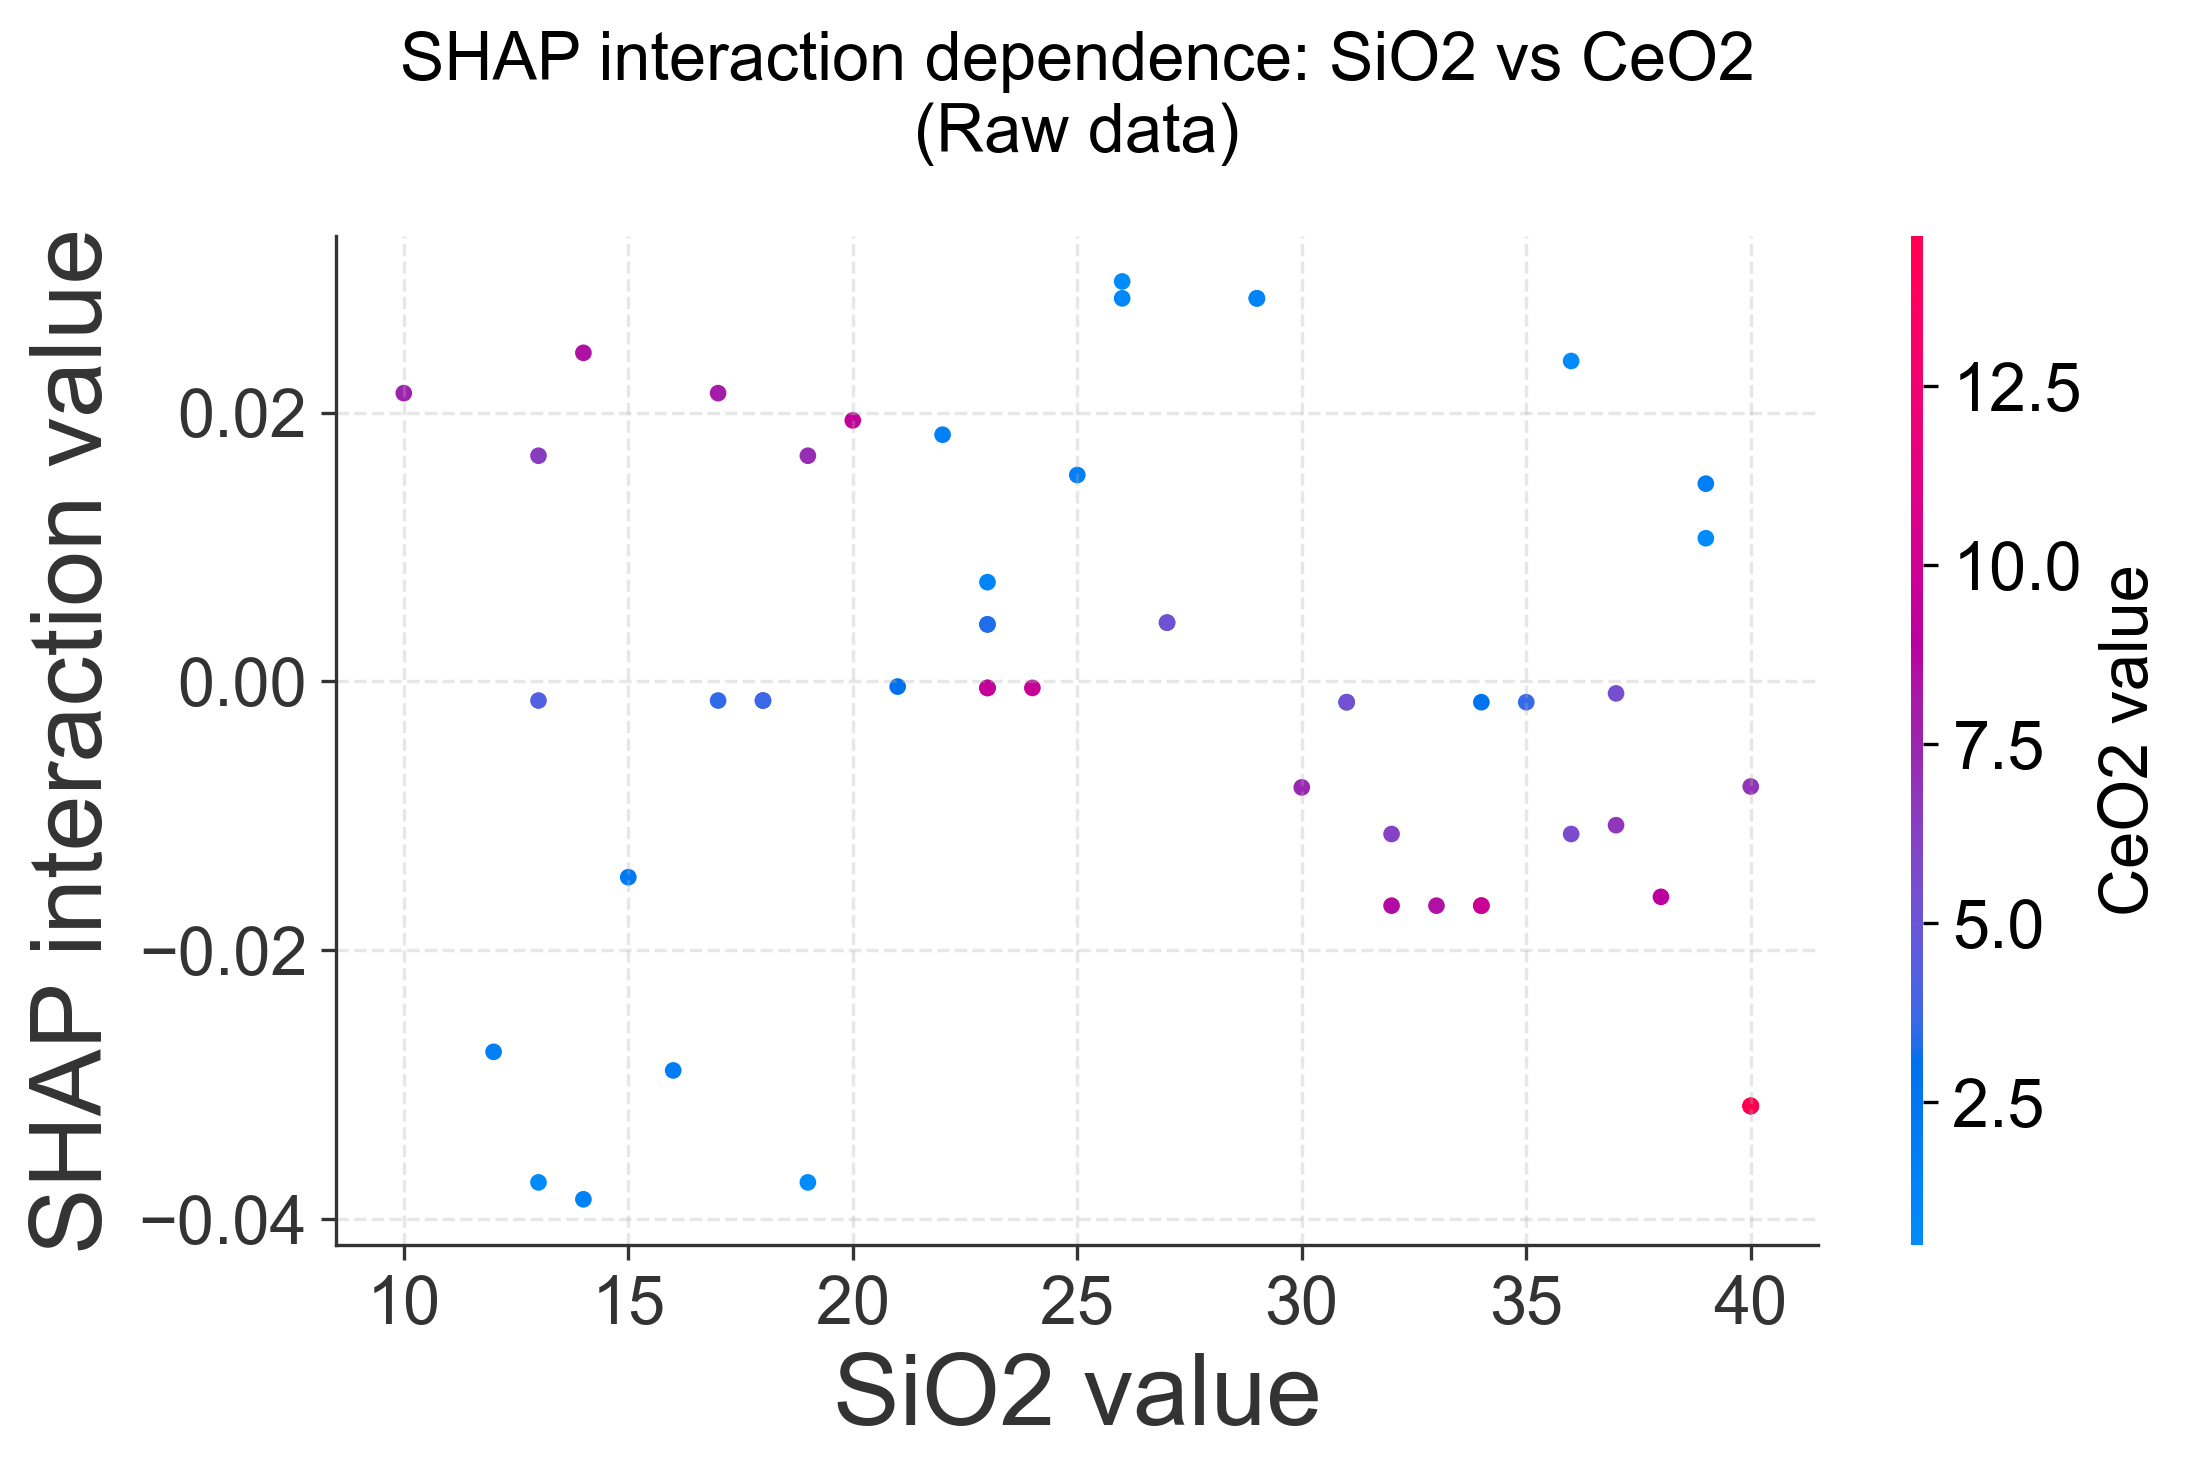 SHAP interaction dependence: SiO2 vs CeO2
(Raw data)
SHAP interaction value
0.02
0.00
−0.02
−0.04
10 15 20 25 30 35 40
SiO2 value
12.5
10.0
7.5
5.0
2.5
CeO2 value